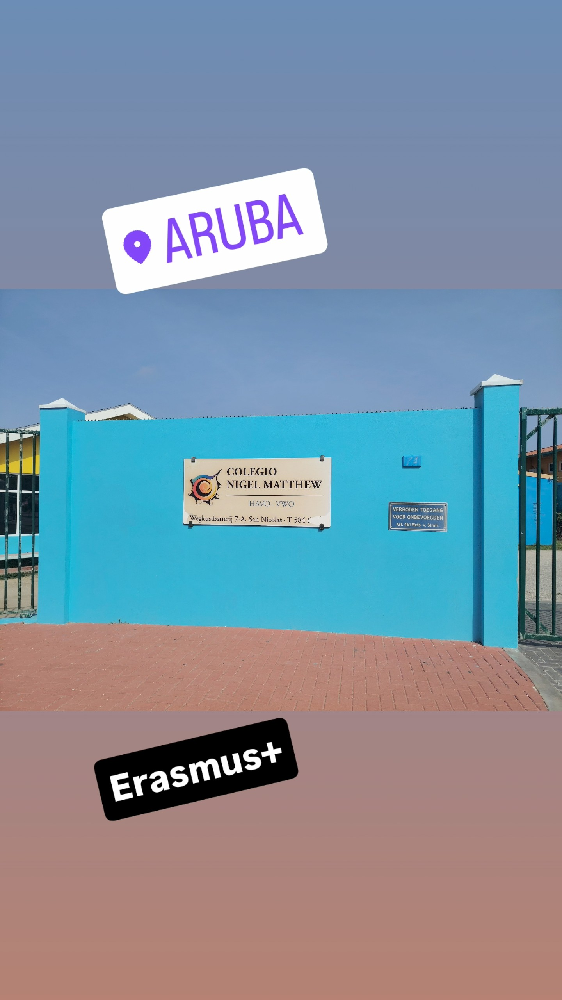 ARUBA
COLEGIO
NIGEL MATTHEW
HAVO · VWO
Wegkustbatterij 7-A, San Nicolas · T 584
7A
VERBODEN TOEGANG
VOOR ONBEVOEGDEN
Art. 461 Wetb. v. Strafr.
Erasmus+